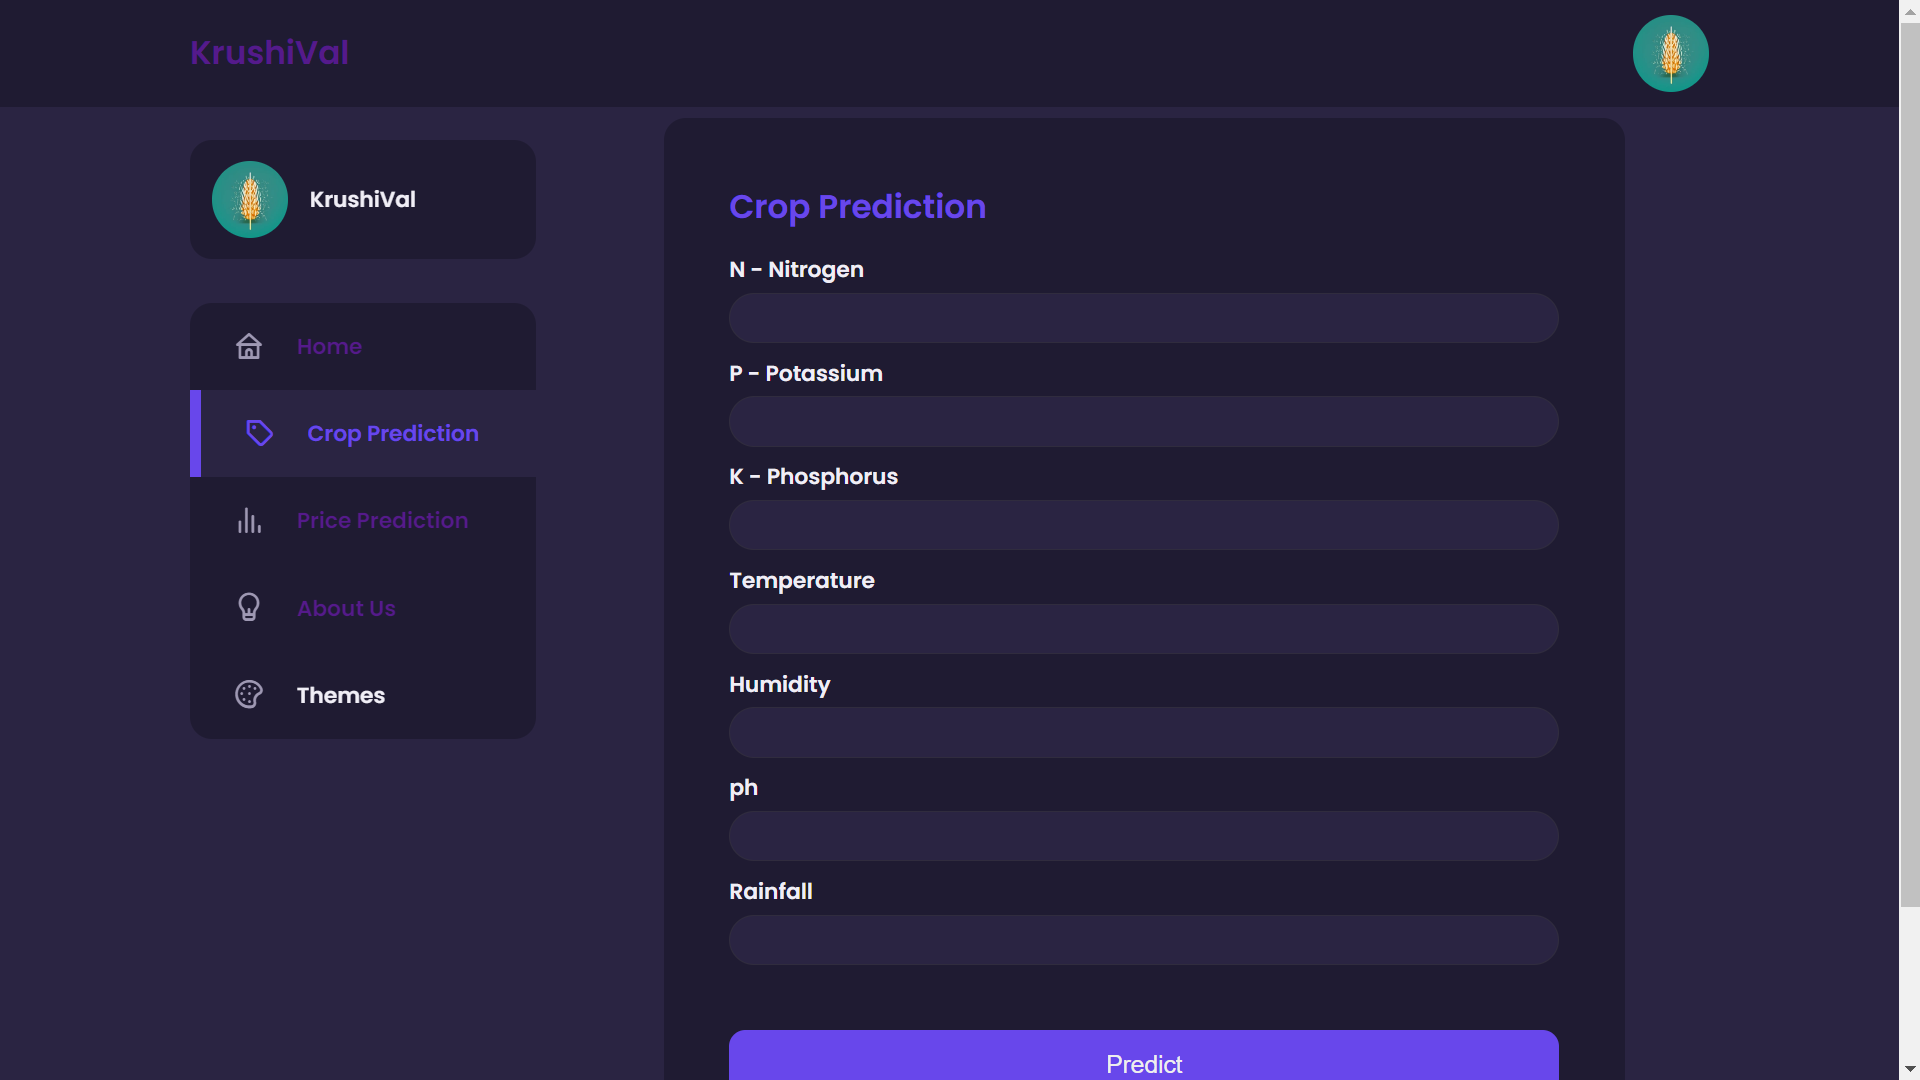 KrushiVal
KrushiVal
Home
Crop Prediction
Price Prediction
About Us
Themes
Crop Prediction
N - Nitrogen
P - Potassium
K - Phosphorus
Temperature
Humidity
ph
Rainfall
Predict